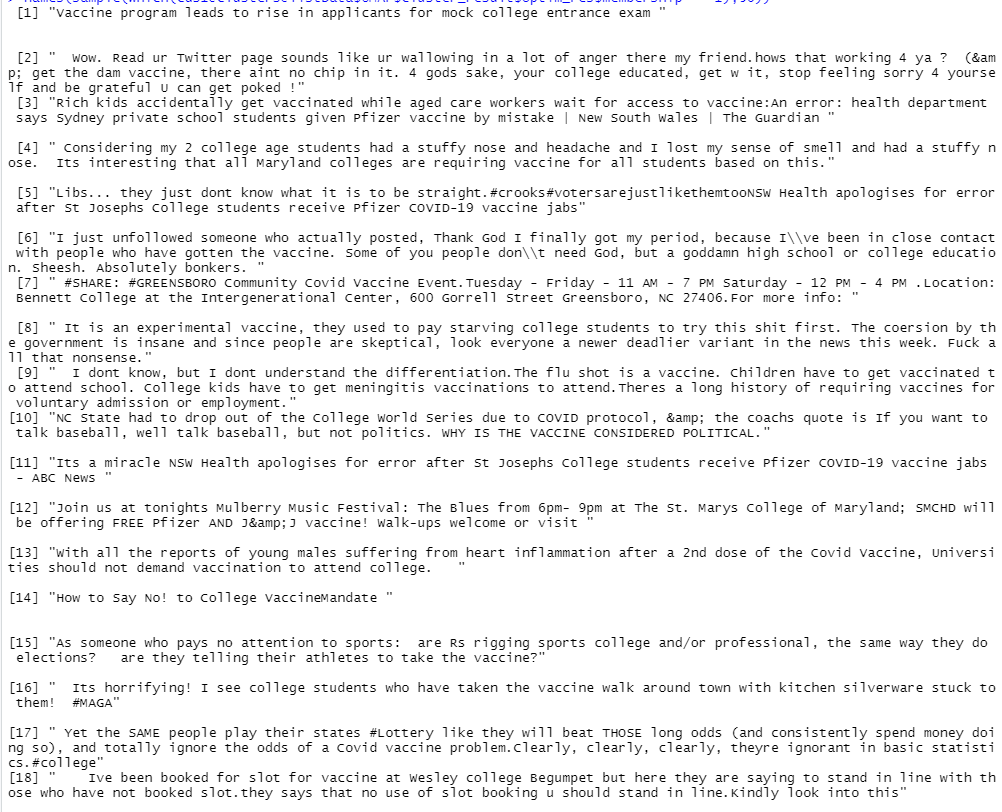 [1] "Vaccine program leads to rise in applicants for mock college entrance exam "
[2] "  Wow. Read ur Twitter page sounds like ur wallowing in a lot of anger there my friend.hows that working 4 ya ?  (&am
p; get the dam vaccine, there aint no chip in it. 4 gods sake, your college educated, get w it, stop feeling sorry 4 yourse
lf and be grateful U can get poked !"
[3] "Rich kids accidentally get vaccinated while aged care workers wait for access to vaccine:An error: health department
says Sydney private school students given Pfizer vaccine by mistake | New South Wales | The Guardian "
[4] " Considering my 2 college age students had a stuffy nose and headache and I lost my sense of smell and had a stuffy n
ose.  Its interesting that all Maryland colleges are requiring vaccine for all students based on this."
[5] "Libs... they just dont know what it is to be straight.#crooks#votersarejustlikethemtooNSW Health apologises for error
after St Josephs College students receive Pfizer COVID-19 vaccine jabs"
[6] "I just unfollowed someone who actually posted, Thank God I finally got my period, because I\\ve been in close contact
with people who have gotten the vaccine. Some of you people don\\t need God, but a goddamn high school or college educatio
n. Sheesh. Absolutely bonkers. "
[7] " #SHARE: #GREENSBORO Community Covid Vaccine Event.Tuesday - Friday - 11 AM - 7 PM Saturday - 12 PM - 4 PM .Location:
Bennett College at the Intergenerational Center, 600 Gorrell Street Greensboro, NC 27406.For more info: "
[8] " It is an experimental vaccine, they used to pay starving college students to try this shit first. The coersion by th
e government is insane and since people are skeptical, look everyone a newer deadlier variant in the news this week. Fuck a
ll that nonsense."
[9] "  I dont know, but I dont understand the differentiation.The flu shot is a vaccine. Children have to get vaccinated t
o attend school. College kids have to get meningitis vaccinations to attend.Theres a long history of requiring vaccines for
voluntary admission or employment."
[10] "NC State had to drop out of the College World Series due to COVID protocol, &amp; the coachs quote is If you want to
talk baseball, well talk baseball, but not politics. WHY IS THE VACCINE CONSIDERED POLITICAL."
[11] "Its a miracle NSW Health apologises for error after St Josephs College students receive Pfizer COVID-19 vaccine jabs
- ABC News "
[12] "Join us at tonights Mulberry Music Festival: The Blues from 6pm- 9pm at The St. Marys College of Maryland; SMCHD will
be offering FREE Pfizer AND J&amp;J vaccine! Walk-ups welcome or visit "
[13] "With all the reports of young males suffering from heart inflammation after a 2nd dose of the Covid Vaccine, Universi
ties should not demand vaccination to attend college.   "
[14] "How to Say No! to College VaccineMandate "
[15] "As someone who pays no attention to sports:  are Rs rigging sports college and/or professional, the same way they do
elections?   are they telling their athletes to take the vaccine?"
[16] "  Its horrifying! I see college students who have taken the vaccine walk around town with kitchen silverware stuck to
them!  #MAGA"
[17] " Yet the SAME people play their states #Lottery like they will beat THOSE long odds (and consistently spend money doi
ng so), and totally ignore the odds of a Covid vaccine problem.Clearly, clearly, clearly, theyre ignorant in basic statisti
cs.#college"
[18] "    Ive been booked for slot for vaccine at Wesley college Begumpet but here they are saying to stand in line with th
ose who have not booked slot.they says that no use of slot booking u should stand in line.Kindly look into this"